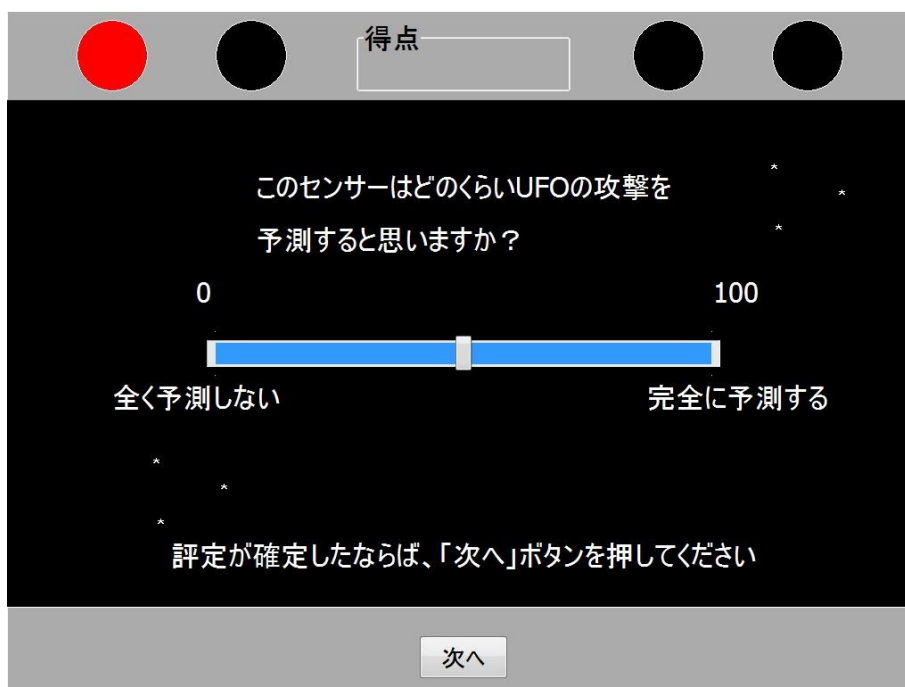 得点
このセンサーはどのくらいUFOの攻撃を
予測すると思いますか？
0 100
全く予測しない 完全に予測する
評定が確定したならば、「次へ」ボタンを押してください
次へ